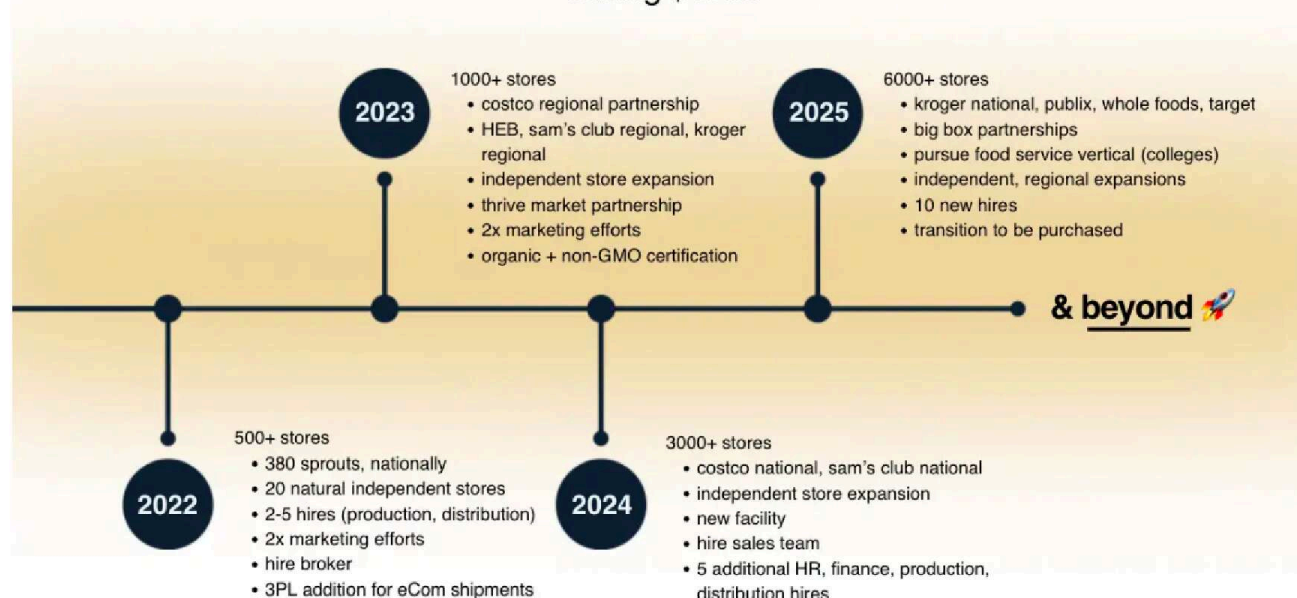 2023
1000+ stores
• costco regional partnership
• HEB, sam's club regional, kroger
regional
• independent store expansion
• thrive market partnership
• 2x marketing efforts
• organic + non-GMO certification
2025
6000+ stores
• kroger national, publix, whole foods, target
• big box partnerships
• pursue food service vertical (colleges)
• independent, regional expansions
• 10 new hires
• transition to be purchased
& beyond 🚀
2022
500+ stores
• 380 sprouts, nationally
• 20 natural independent stores
• 2-5 hires (production, distribution)
• 2x marketing efforts
• hire broker
• 3PL addition for eCom shipments
2024
3000+ stores
• costco national, sam's club national
• independent store expansion
• new facility
• hire sales team
• 5 additional HR, finance, production,
distribution hires